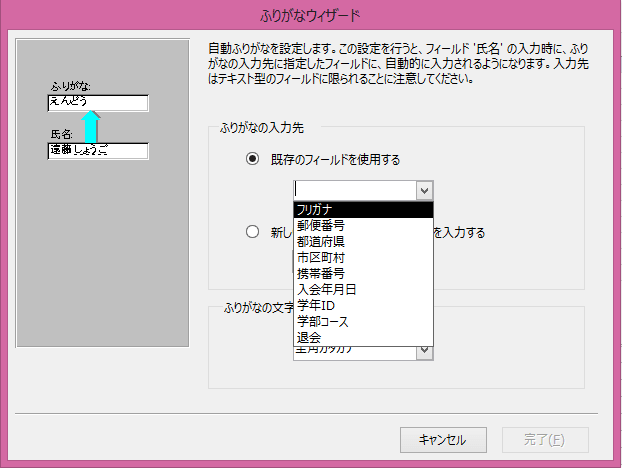 ふりがなウィザード
自動ふりがなを設定します。この設定を行うと、フィールド '氏名' の入力時に、ふり
がなの入力先に指定したフィールドに、自動的に入力されるようになります。入力先
はテキスト型のフィールドに限られることに注意してください。
ふりがな:
えんどう
氏名:
遠藤しょうご
ふりがなの入力先
既存のフィールドを使用する
フリガナ
郵便番号
都道府県
市区町村
携帯番号
入会年月日
学年ID
学部コース
退会
新し
を入力する
ふりがなの文字
全角カタカナ
キャンセル
完了(F)